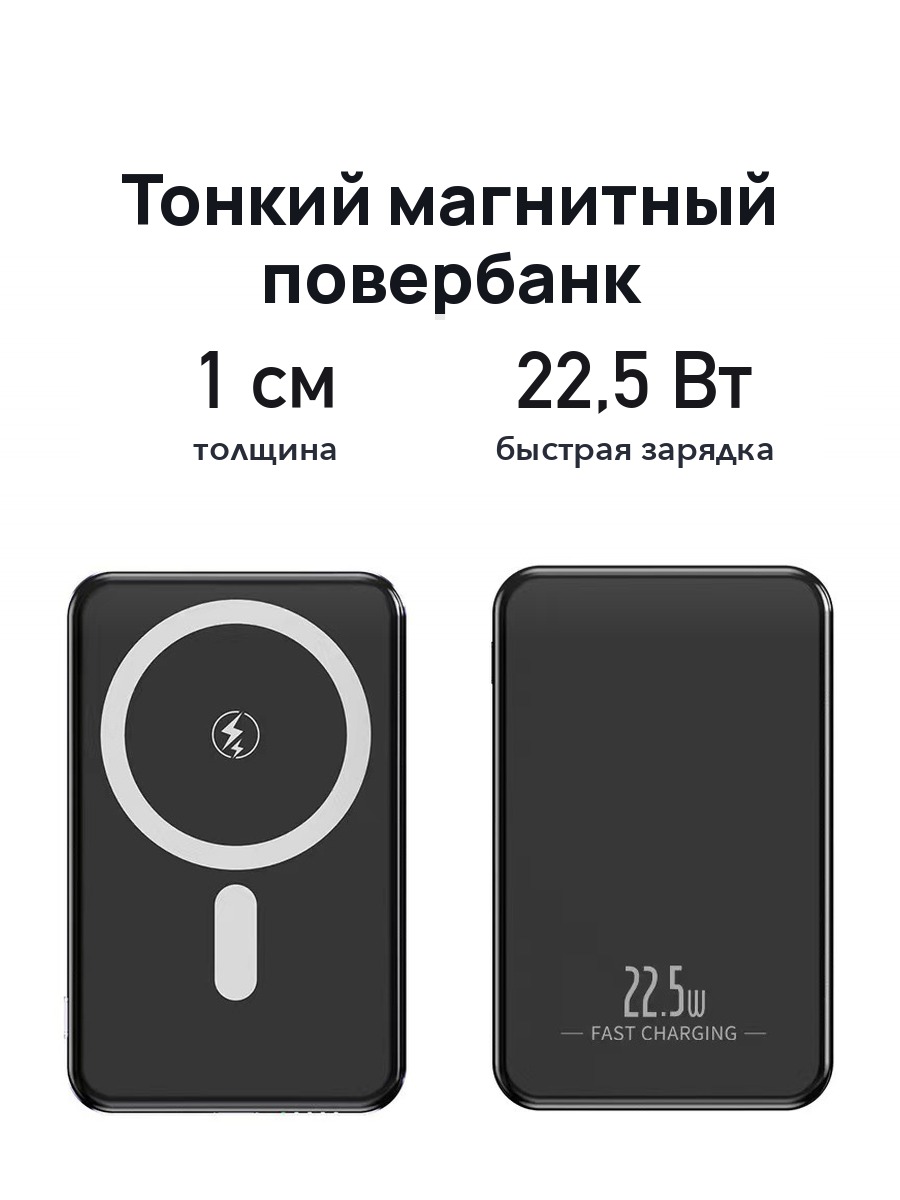 Тонкий магнитный
повербанк
1 см
22,5 Вт
толщина
быстрая зарядка
22.5W
FAST CHARGING